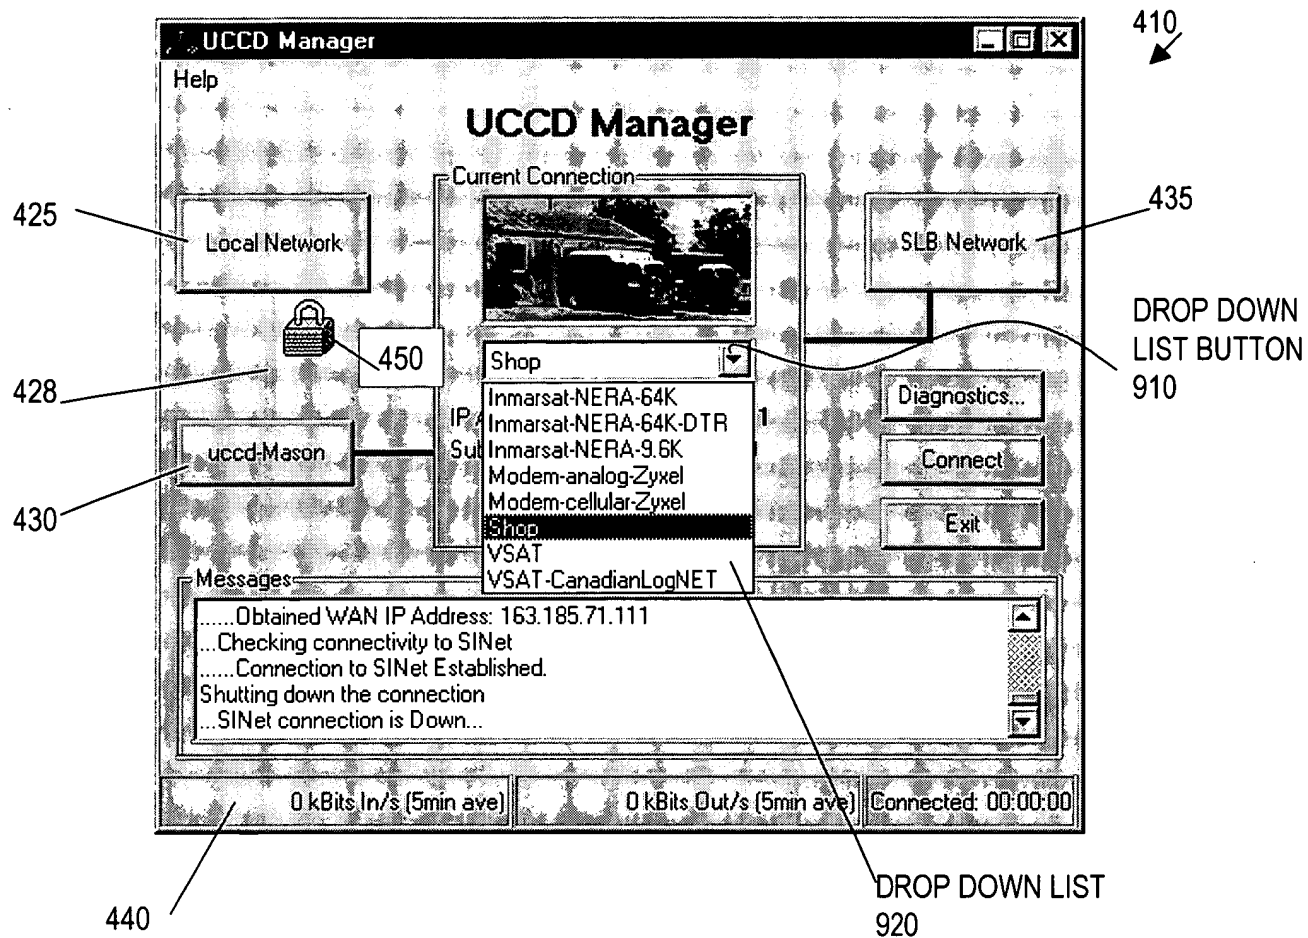 410
UCCD Manager
Help
UCCD Manager
Current Connection
425
Local Network
435
SLB Network
DROP DOWN
LIST BUTTON
910
450
Shop
428
Inmarsat-NERA-64K
Inmarsat-NERA-64K-DTR
Inmarsat-NERA-9.6K
Modem-analog-Zyxel
Modem-cellular-Zyxel
Shop
VSAT
VSAT-CanadianLogNET
IP
1
Sub
Diagnostics...
uccd-Mason
Connect
430
Exit
Messages
......Obtained WAN IP Address: 163.185.71.111
...Checking connectivity to SINet
......Connection to SINet Established.
Shutting down the connection
...SINet connection is Down...
0 kBits In/s (5min ave)
0 kBits Out/s (5min ave)
Connected: 00:00:00
440
DROP DOWN LIST
920